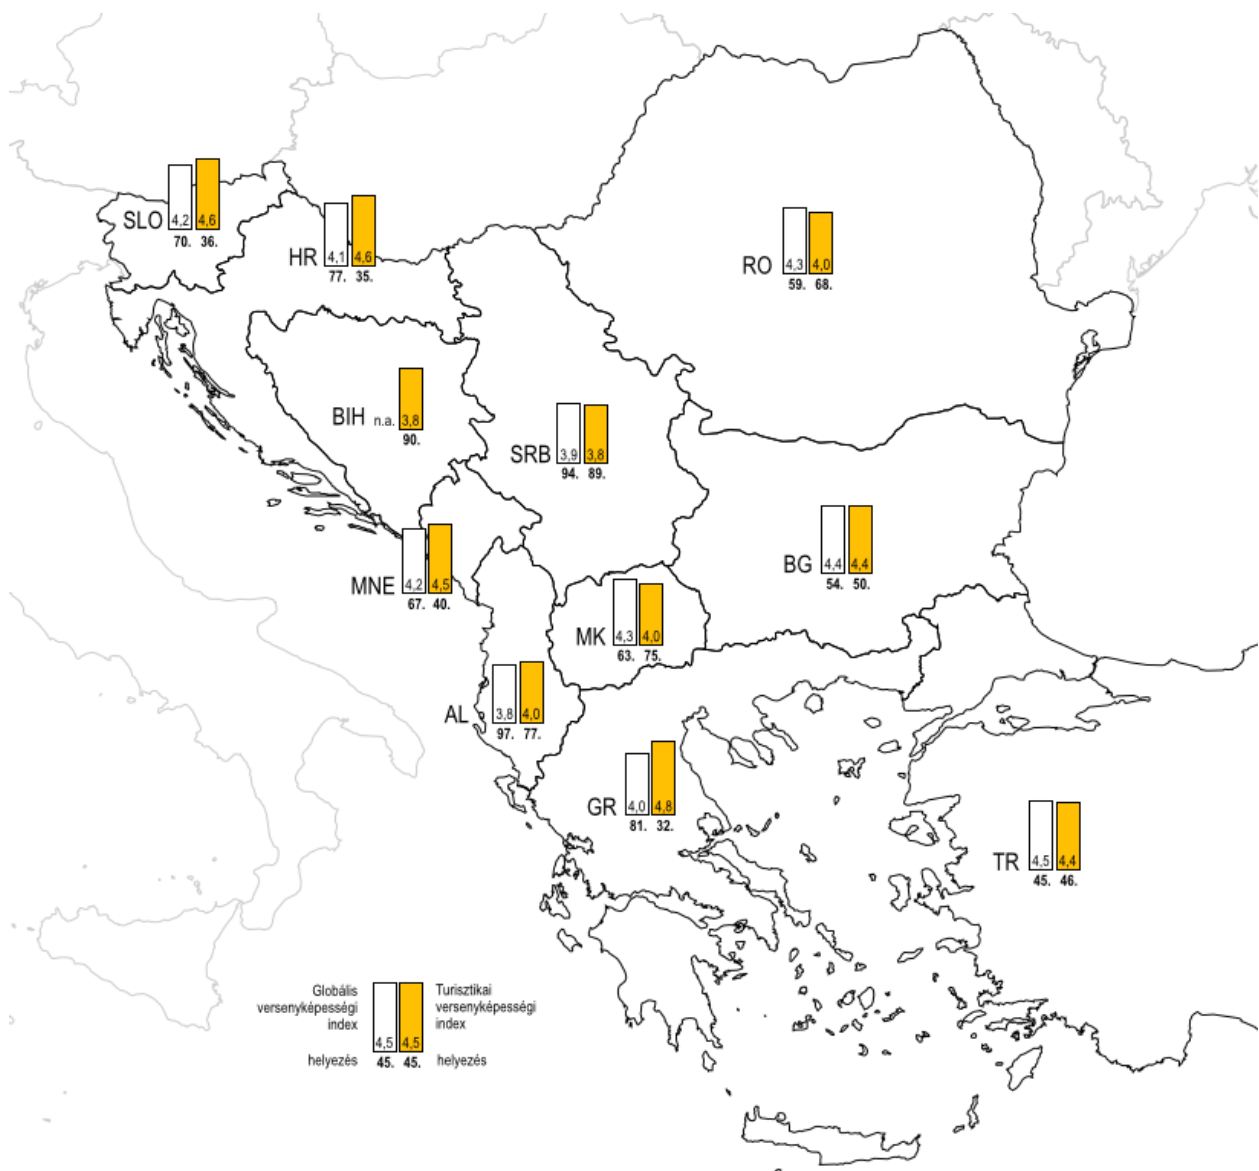 SLO
4,2 4,6
70. 36.
HR
4,1 4,6
77. 35.
RO
4,3 4,0
59. 68.
BIH n.a. 3,8
90.
SRB
3,9 3,8
94. 89.
MNE
4,2 4,5
67. 40.
BG
4,4 4,4
54. 50.
MK
4,3 4,0
63. 75.
AL
3,8 4,0
97. 77.
GR
4,0 4,8
81. 32.
TR
4,5 4,4
45. 46.
Globális
versenyképességi
index
4,5 4,5
Turisztikai
versenyképességi
index
helyezés 45. 45. helyezés